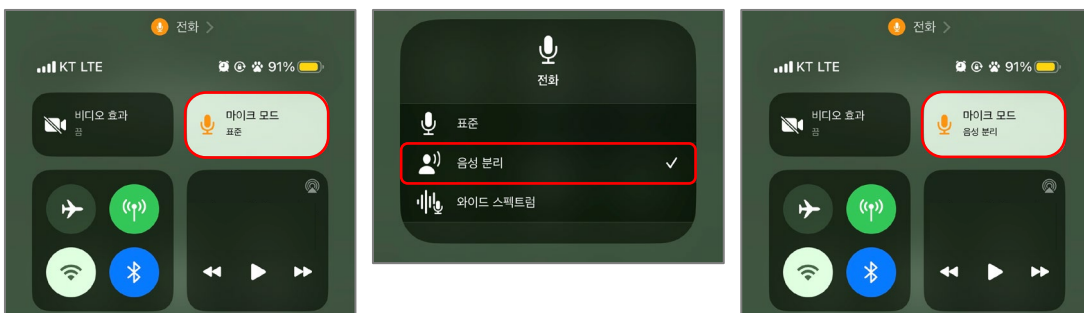 전화 >
KT LTE 91%
비디오 효과
끔
마이크 모드
표준
전화
표준
음성 분리
와이드 스펙트럼
전화 >
KT LTE 91%
비디오 효과
끔
마이크 모드
음성 분리